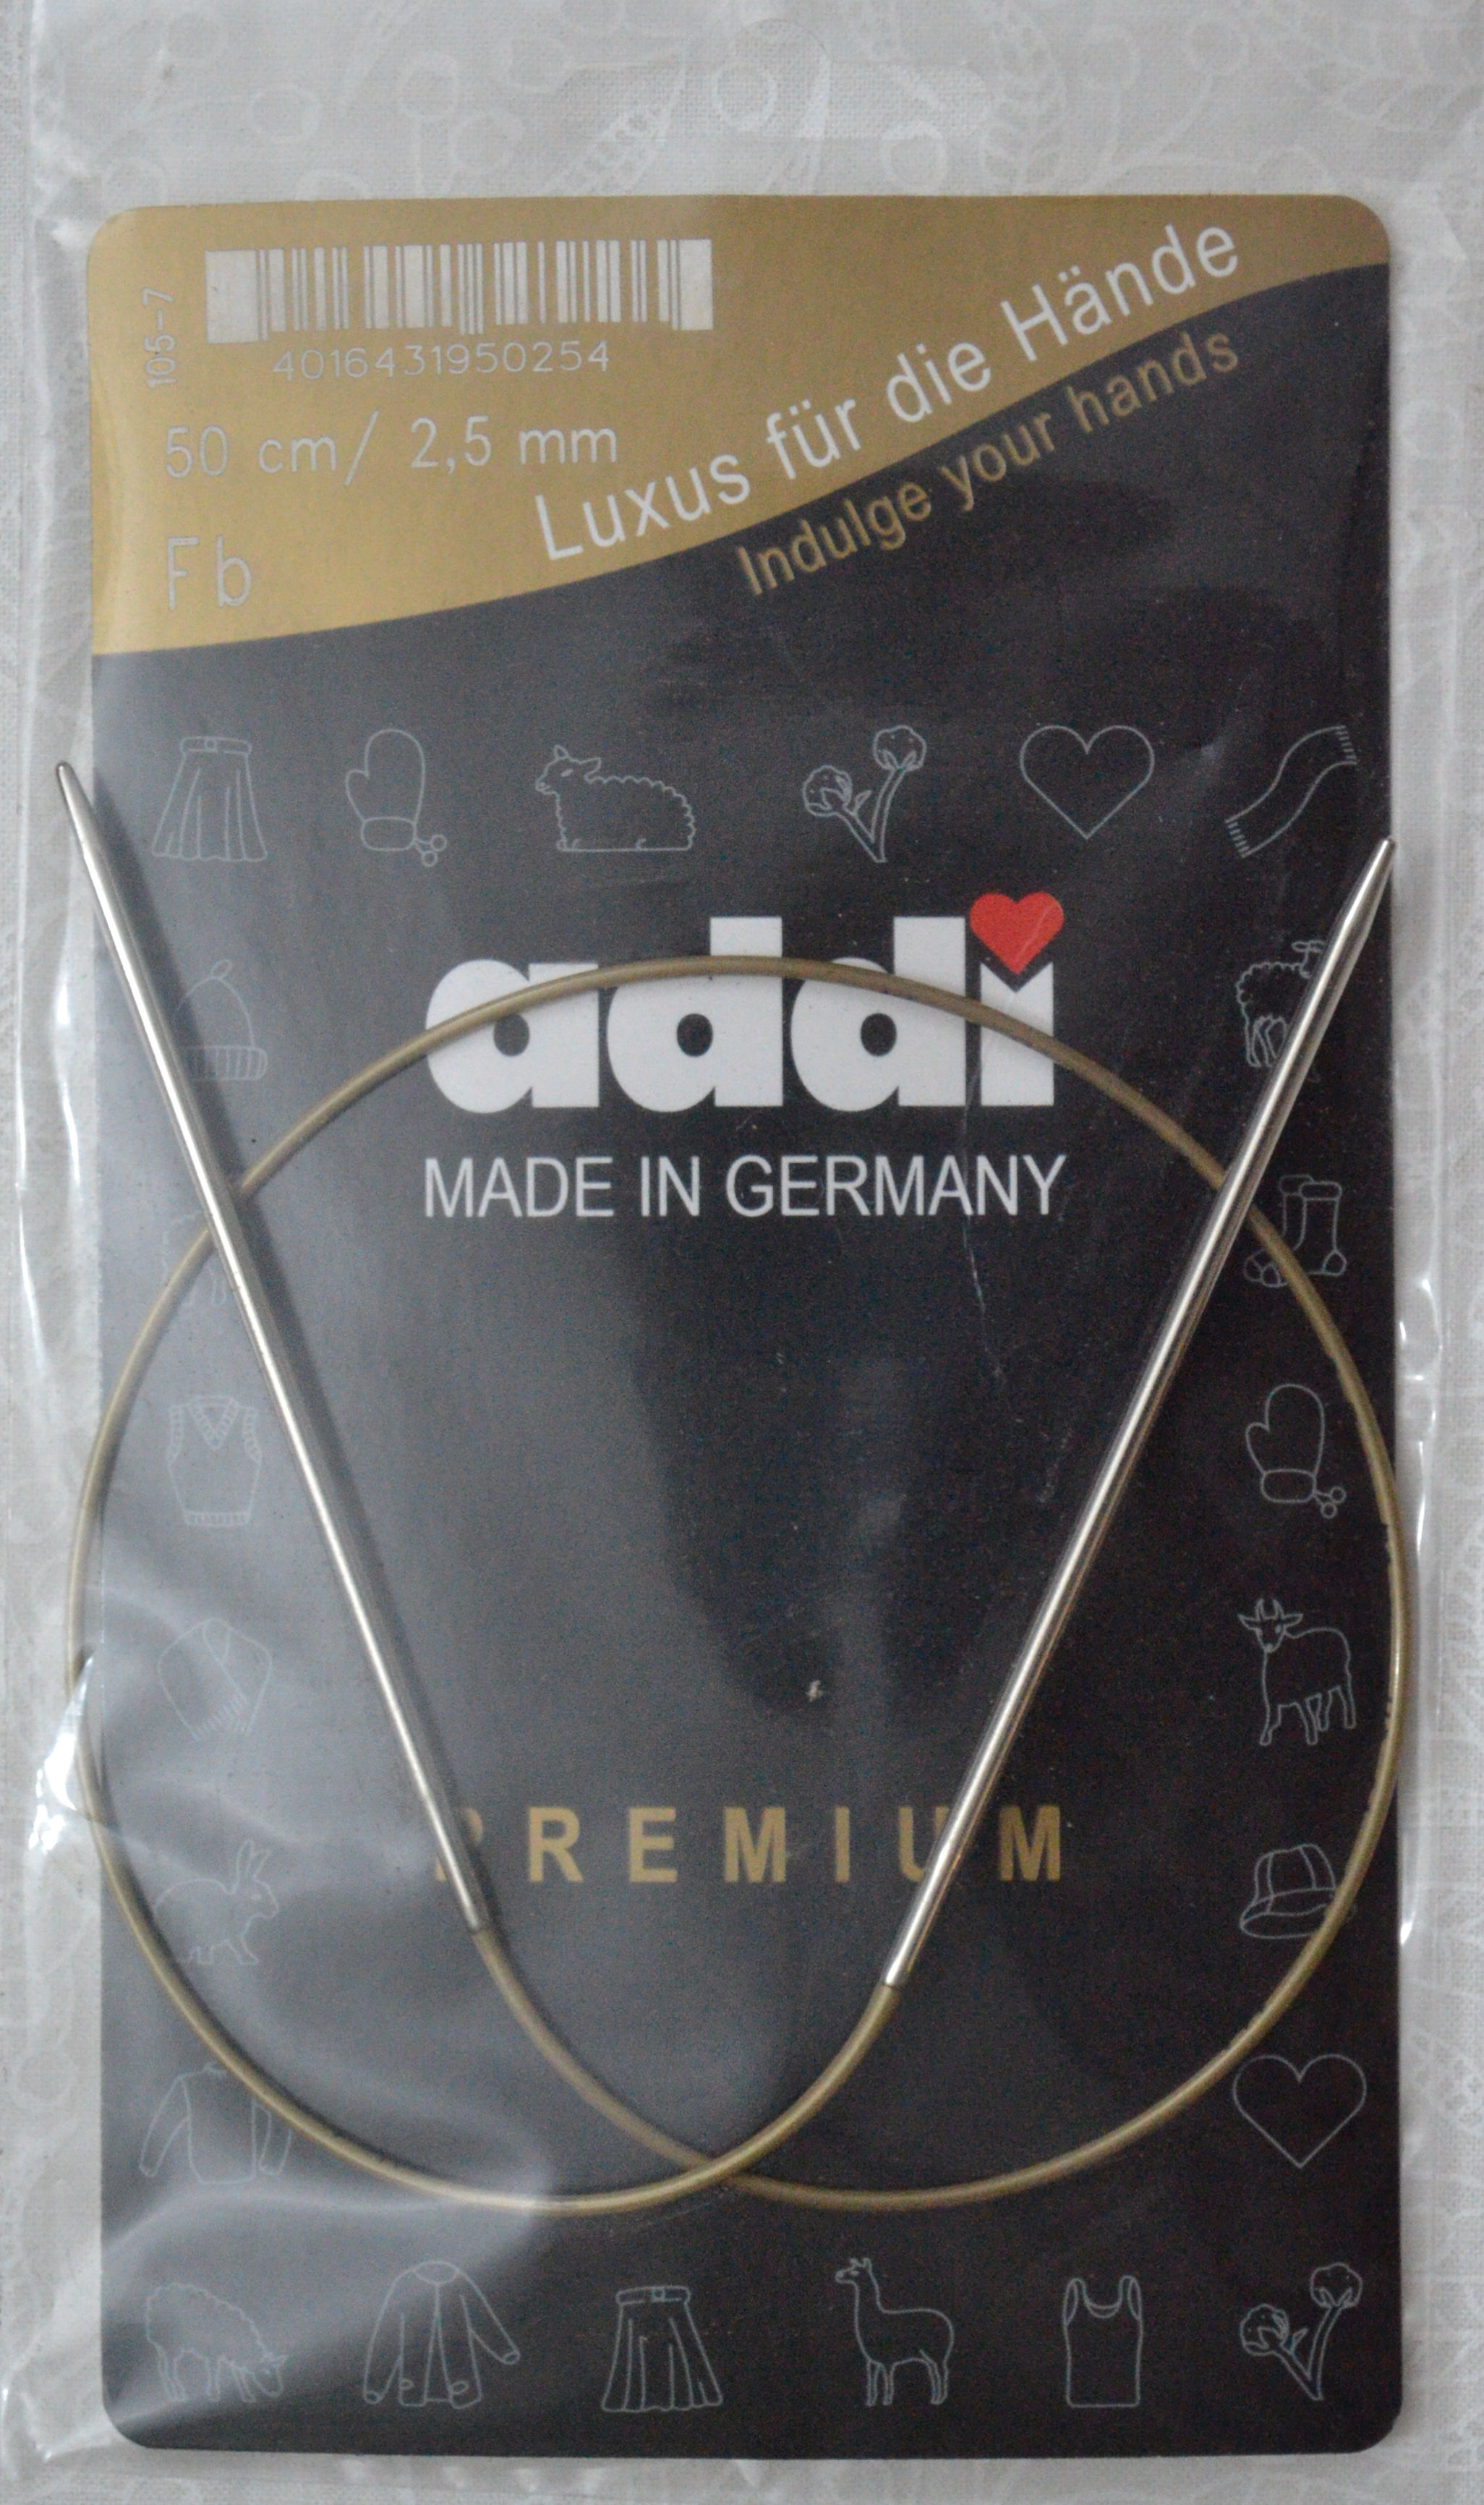 105-7
4016431950254
50 cm/ 2,5 mm
Fb
Luxus für die Hände
Indulge your hands
addi
MADE IN GERMANY
PREMIUM